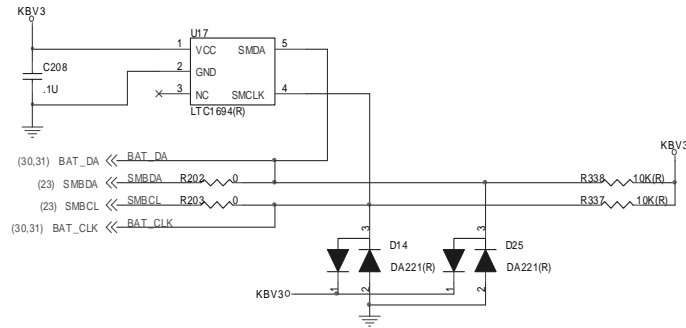 KBV3
U17
1 VCC SMDA 5
2 GND
3 NC SMCLK 4
LTC1694(R)
C208
.1U
KBV3
(30,31) BAT_DA BAT_DA
(23) SMBDA SMBDA R202 0 R338 10K(R)
(23) SMBCL SMBCL R203 0 R337 10K(R)
(30,31) BAT_CLK BAT_CLK
3 D14 3 D25
DA221(R) DA221(R)
KBV3 1 2 1 2